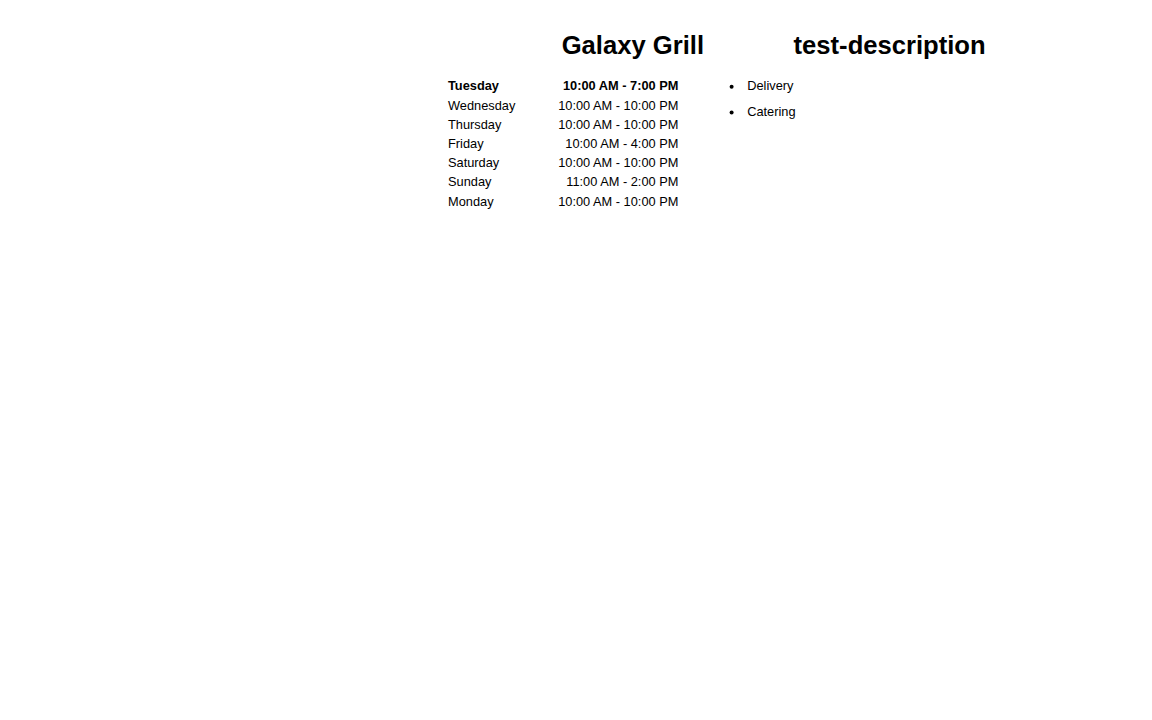 Galaxy Grill test-description
Tuesday 10:00 AM - 7:00 PM
Wednesday 10:00 AM - 10:00 PM
Thursday 10:00 AM - 10:00 PM
Friday 10:00 AM - 4:00 PM
Saturday 10:00 AM - 10:00 PM
Sunday 11:00 AM - 2:00 PM
Monday 10:00 AM - 10:00 PM
• Delivery
• Catering